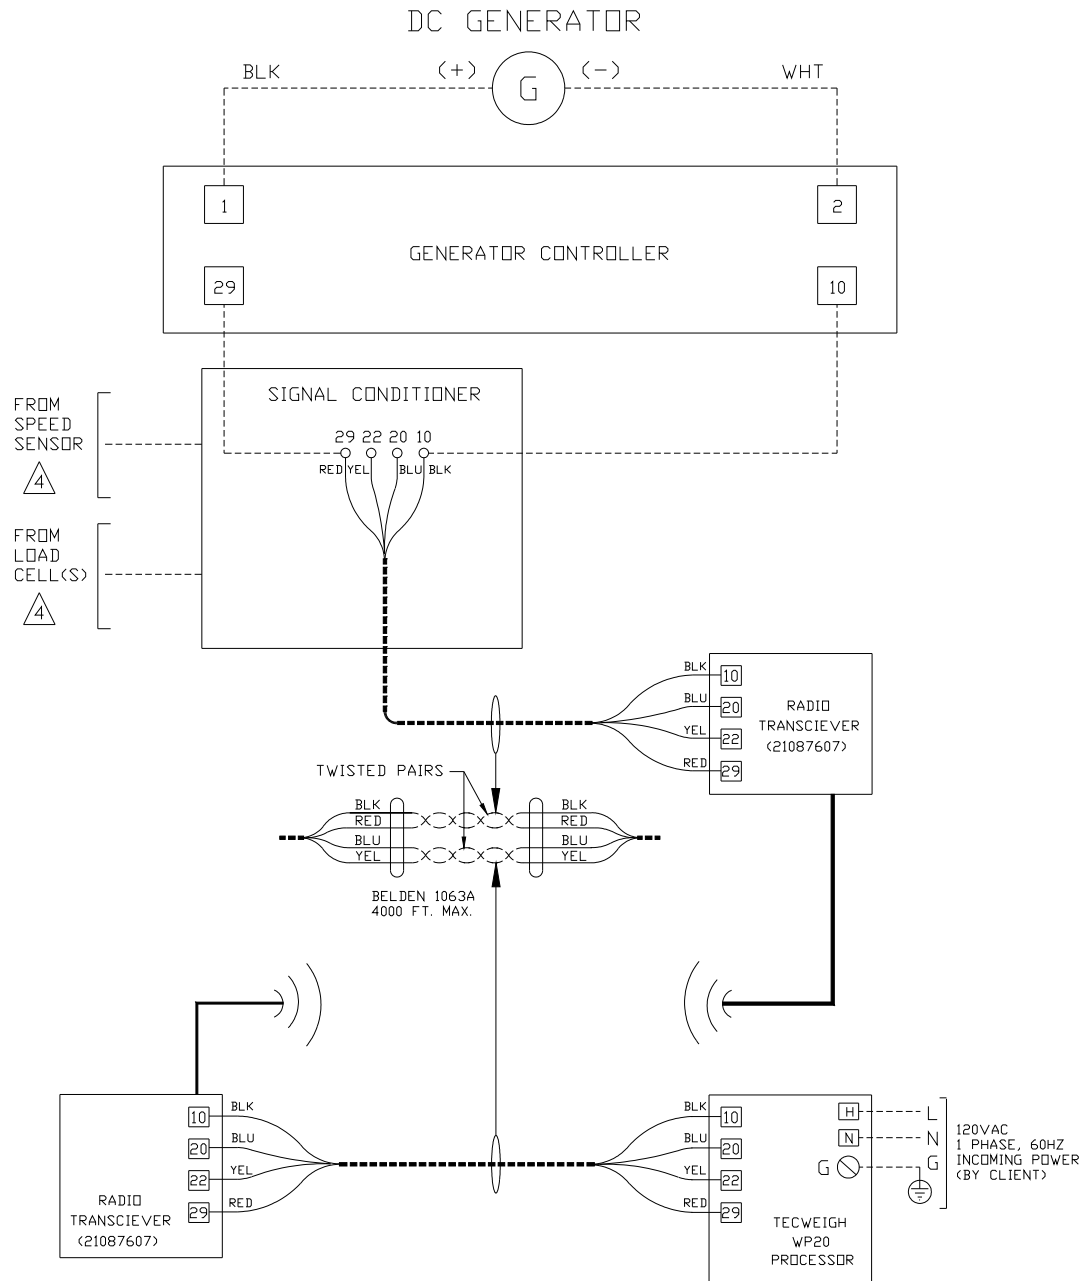 DC GENERATOR
BLK (+) G (-) WHT
1 2
GENERATOR CONTROLLER
29 10
SIGNAL CONDITIONER
FROM
SPEED
SENSOR
4
29 22 20 10
RED YEL BLU BLK
FROM
LOAD
CELL(S)
4
BLK 10
BLU 20
YEL 22
RED 29
RADIO
TRANSCIEVER
(21087607)
TWISTED PAIRS
BLK BLK
RED RED
BLU BLU
YEL YEL
BELDEN 1063A
4000 FT. MAX.
10 BLK
20 BLU
22 YEL
29 RED
RADIO
TRANSCIEVER
(21087607)
BLK 10
BLU 20
YEL 22
RED 29
H L
N N
G G
120VAC
1 PHASE, 60HZ
INCOMING POWER
(BY CLIENT)
TECWEIGH
WP20
PROCESSOR